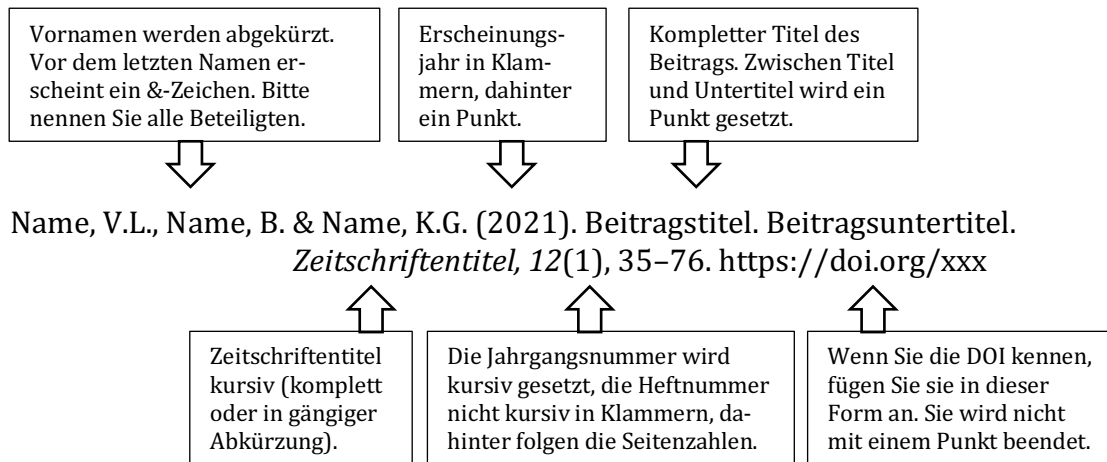 Vornamen werden abgekürzt.
Vor dem letzten Namen er-
scheint ein &-Zeichen. Bitte
nennen Sie alle Beteiligten.
Erscheinungs-
jahr in Klam-
mern, dahinter
ein Punkt.
Kompletter Titel des
Beitrags. Zwischen Titel
und Untertitel wird ein
Punkt gesetzt.
Name, V.L., Name, B. & Name, K.G. (2021). Beitragstitel. Beitragsuntertitel.
Zeitschriftentitel, 12(1), 35–76. https://doi.org/xxx
Zeitschriftentitel
kursiv (komplett
oder in gängiger
Abkürzung).
Die Jahrgangsnummer wird
kursiv gesetzt, die Heftnummer
nicht kursiv in Klammern, da-
hinter folgen die Seitenzahlen.
Wenn Sie die DOI kennen,
fügen Sie sie in dieser
Form an. Sie wird nicht
mit einem Punkt beendet.